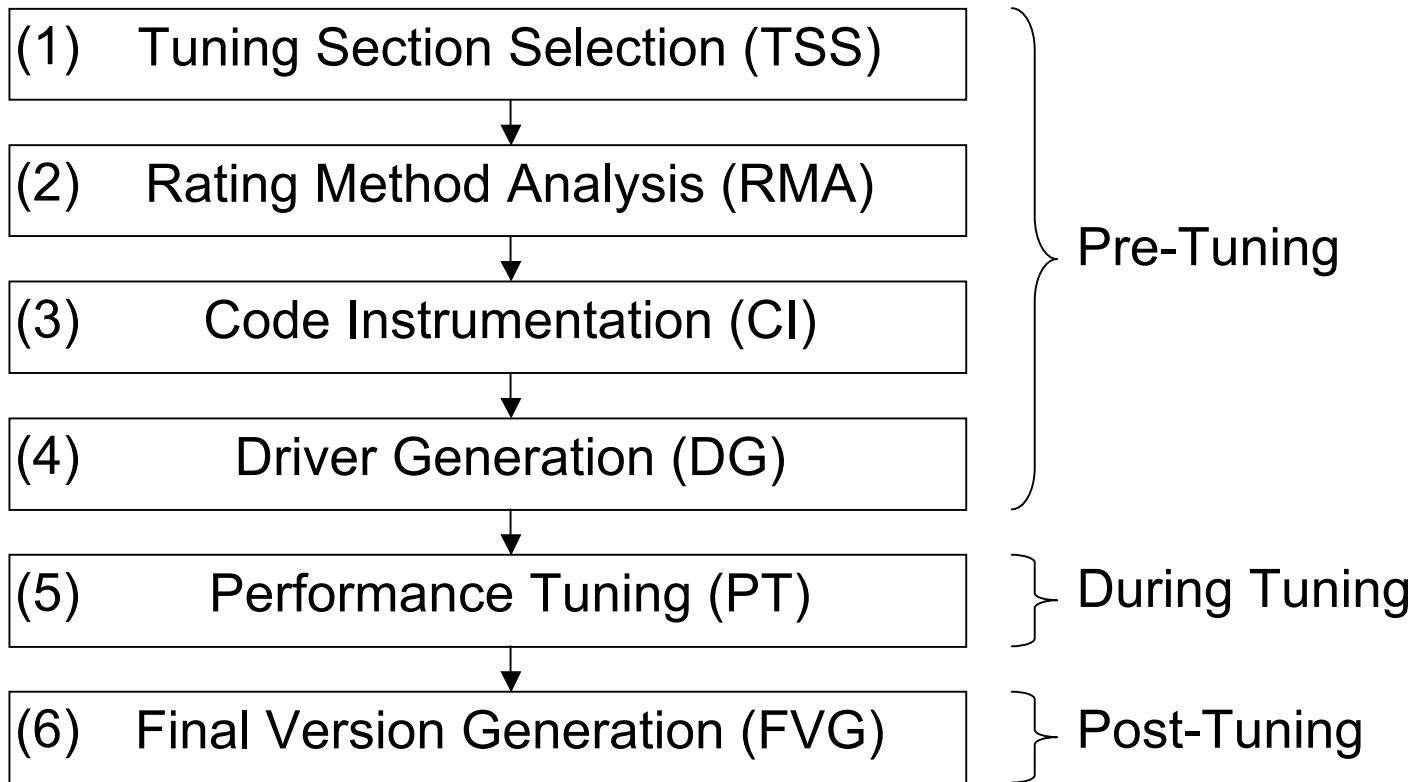 (1) Tuning Section Selection (TSS)
(2) Rating Method Analysis (RMA)
(3) Code Instrumentation (CI)
(4) Driver Generation (DG)
Pre-Tuning
(5) Performance Tuning (PT)
During Tuning
(6) Final Version Generation (FVG)
Post-Tuning